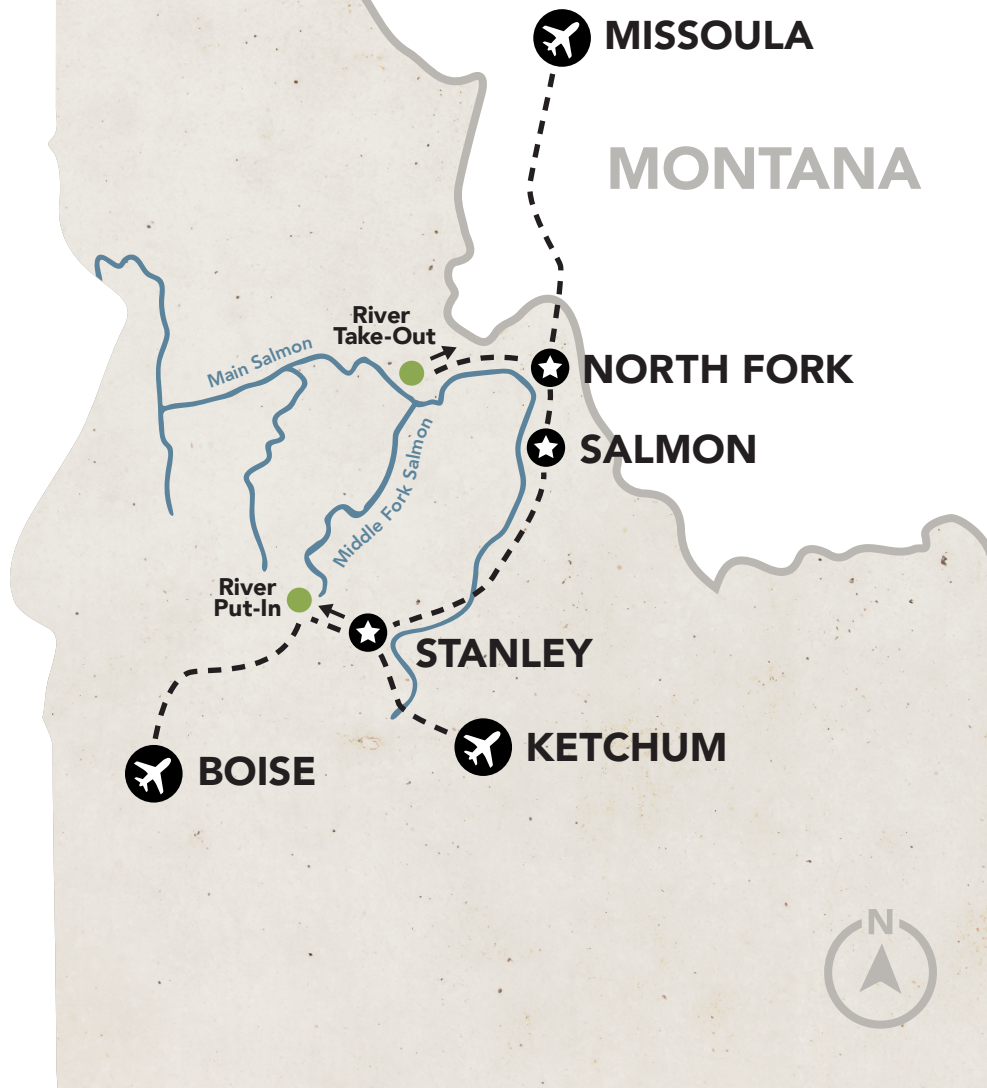 MISSOULA
MONTANA
River
Take-Out
Main Salmon
NORTH FORK
SALMON
Middle Fork Salmon
River
Put-In
STANLEY
KETCHUM
BOISE
N